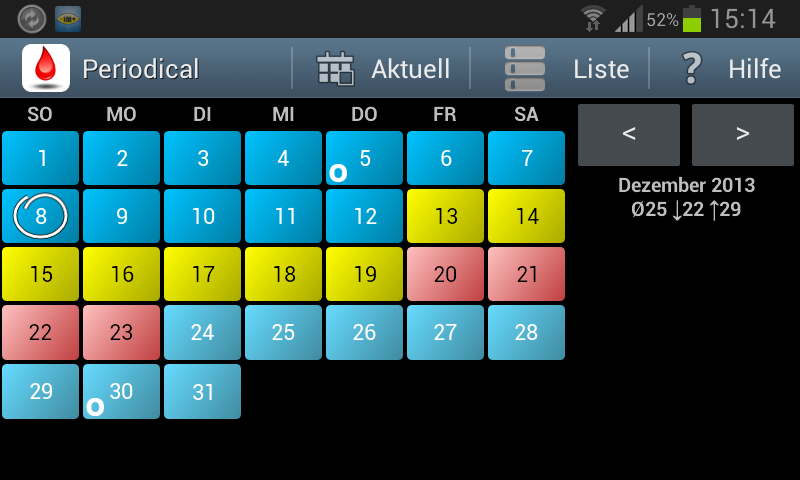 52% 15:14
Periodical Aktuell Liste ? Hilfe
SO MO DI MI DO FR SA
< >
1 2 3 4 o 5 6 7
Dezember 2013
Ø25 ↓22 ↑29
8 9 10 11 12 13 14
15 16 17 18 19 20 21
22 23 24 25 26 27 28
29 o 30 31